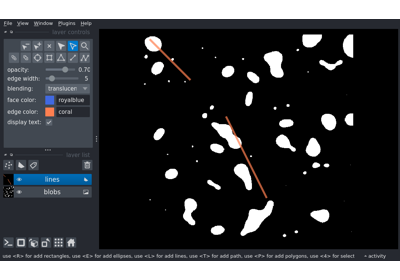 File View Window Plugins Help
layer controls
opacity: 0.70
edge width: 5
blending: translucen
face color: royalblue
edge color: coral
display text:
layer list
lines
blobs
use <R> for add rectangles, use <E> for add ellipses, use <L> for add lines, use <T> for add path, use <P> for add polygons, use <4> for select activity